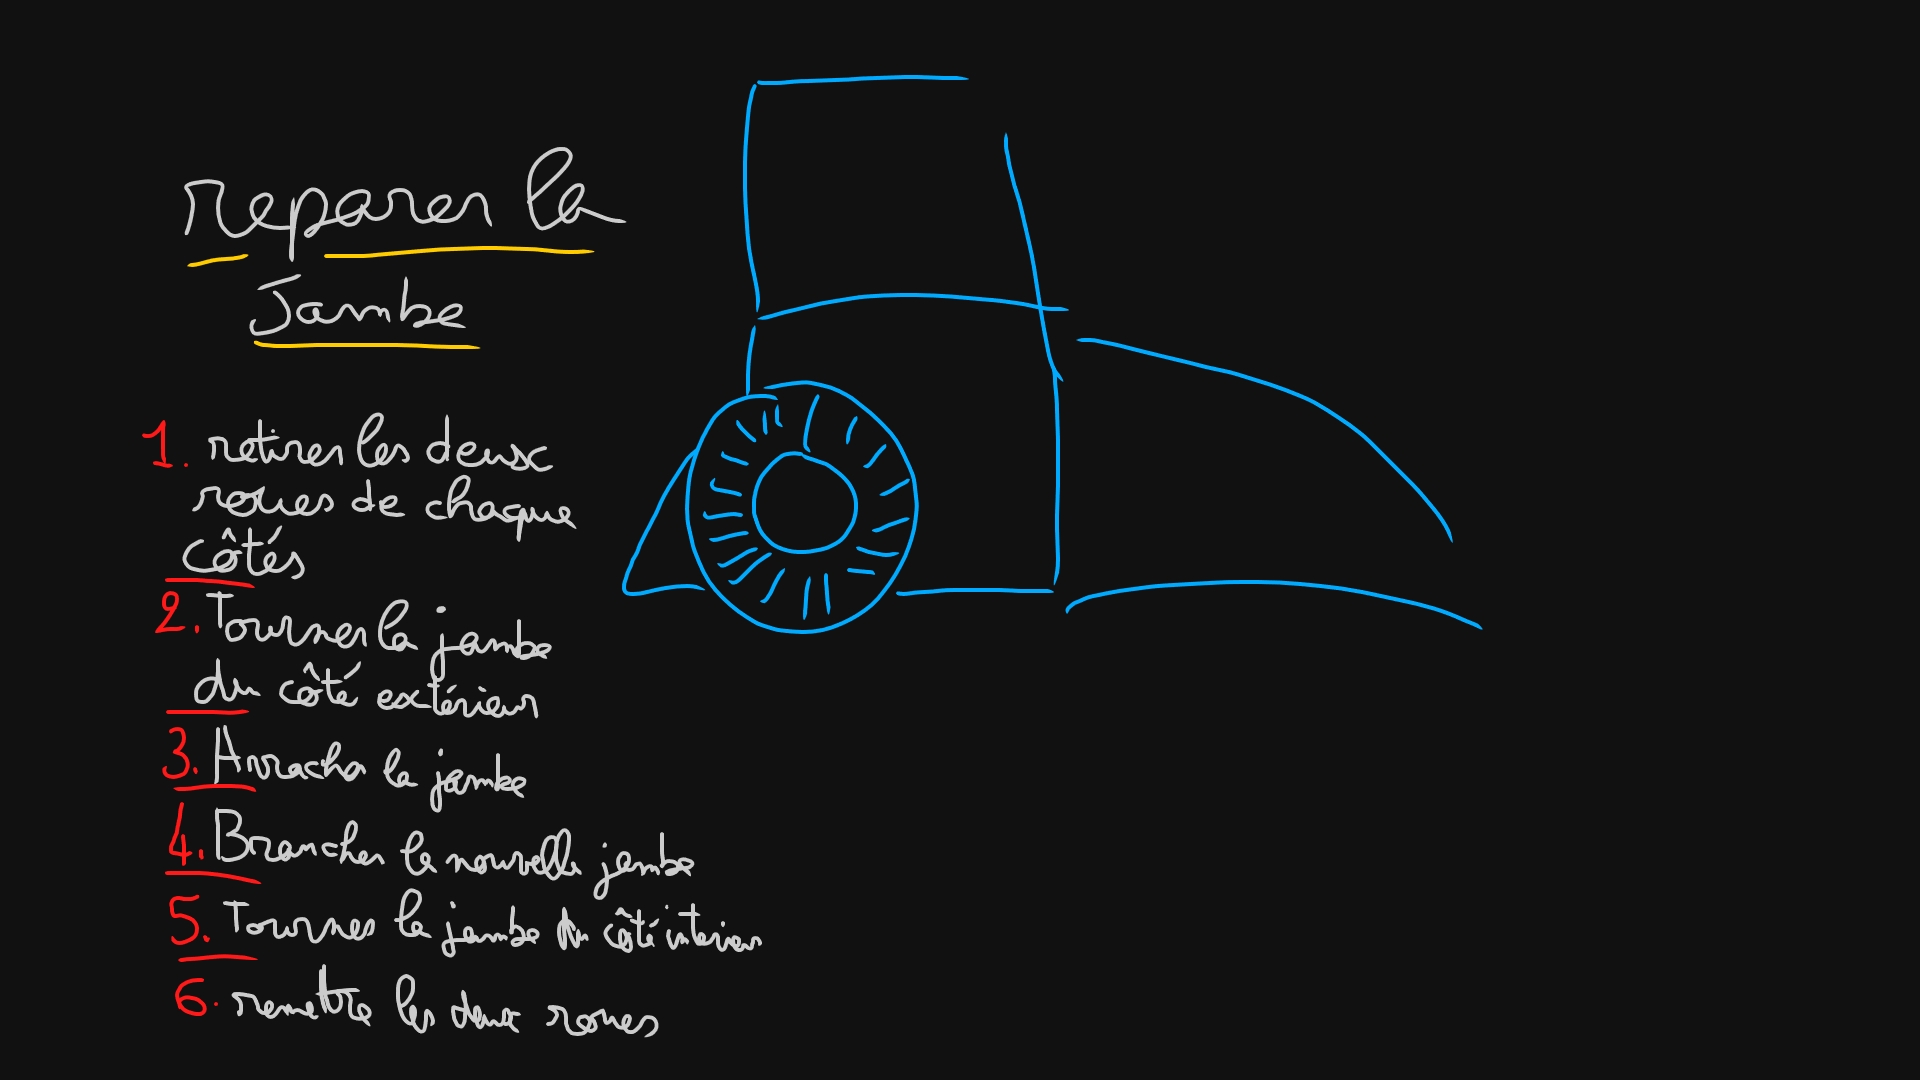 reparer la
Jambe
1. retirer les deux
roues de chaque
côtés
2. Tourner la jambe
du côté extérieur
3. Arracher la jambe
4. Brancher la nouvelle jambe
5. Tourner la jambe du côté interieur
6. remettre les deux roues